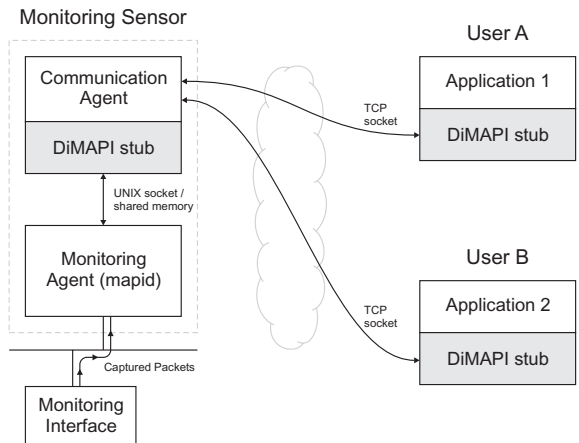 Monitoring Sensor
Communication
Agent
DiMAPI stub
UNIX socket /
shared memory
Monitoring
Agent (mapid)
Captured Packets
Monitoring
Interface
TCP
socket
TCP
socket
User A
Application 1
DiMAPI stub
User B
Application 2
DiMAPI stub